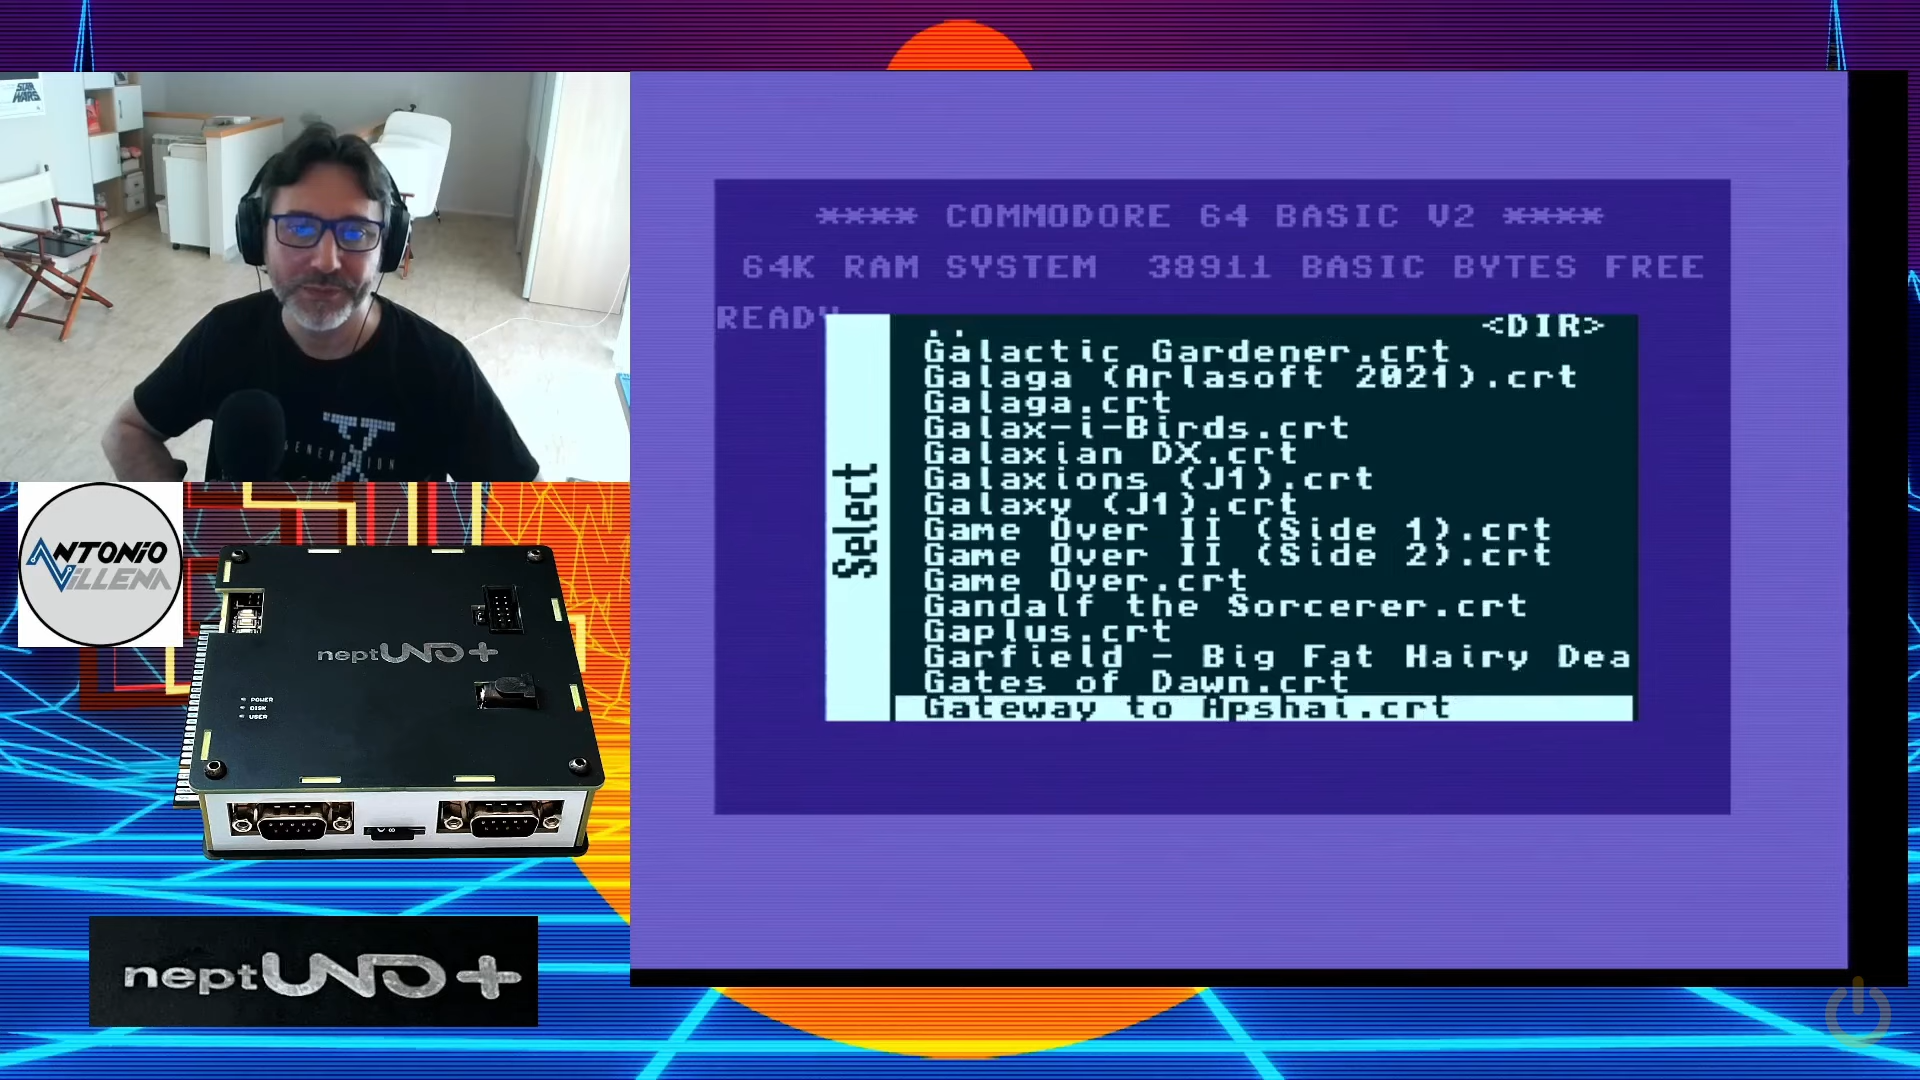 STAR
WARS
GENERATION
X
ANTONIO
VILLENA
neptUNO+
POWER
DISK
USER
neptUNO+
**** COMMODORE 64 BASIC V2 ****
64K RAM SYSTEM 38911 BASIC BYTES FREE
READY
Select
.. <DIR>
Galactic Gardener.crt
Galaga (Arlasoft 2021).crt
Galaga.crt
Galax-i-Birds.crt
Galaxian DX.crt
Galaxions (J1).crt
Galaxy (J1).crt
Game Over II (Side 1).crt
Game Over II (Side 2).crt
Game Over.crt
Gandalf the Sorcerer.crt
Gaplus.crt
Garfield - Big Fat Hairy Dea
Gates of Dawn.crt
Gateway to Apshai.crt